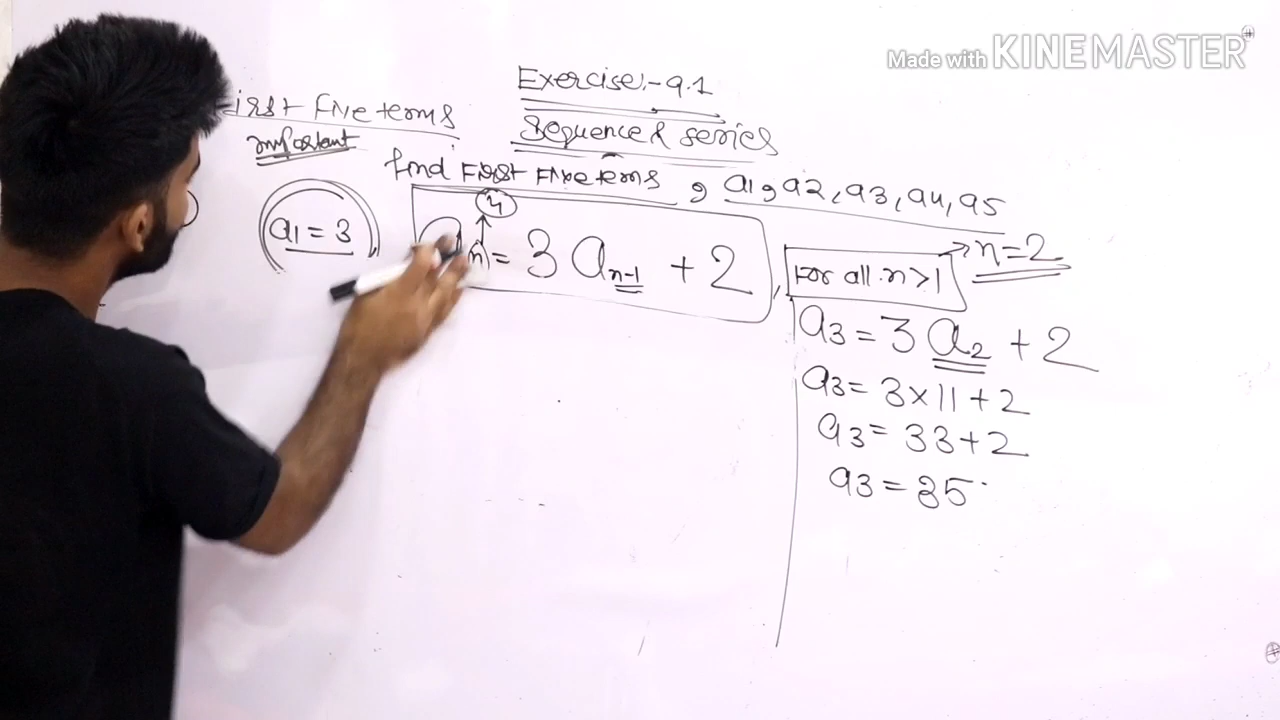 Made with KINEMASTER
Exercise:-9.1
First Five terms
Important
Sequence & series
find First Five terms, a1, a2, a3, a4, a5
a1 = 3,
4
an = 3 an-1 + 2,
For all n>1
n=2
a3 = 3 a2 + 2
a3 = 3×11+2
a3 = 33+2
a3 = 35